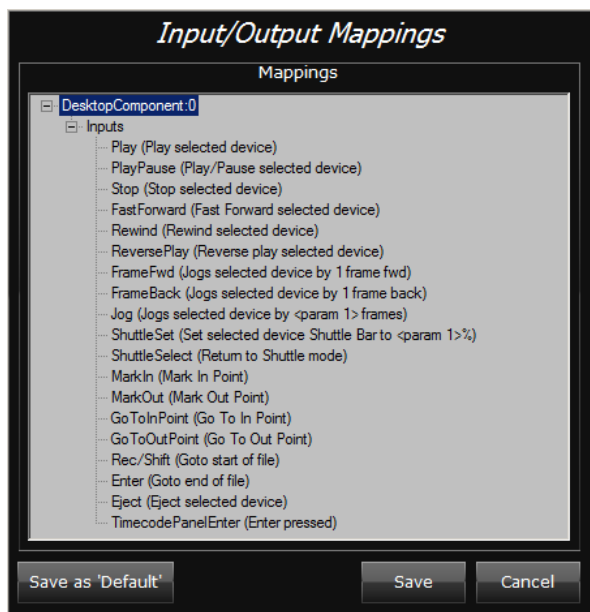 Input/Output Mappings
Mappings
DesktopComponent:0
Inputs
Play (Play selected device)
PlayPause (Play/Pause selected device)
Stop (Stop selected device)
FastForward (Fast Forward selected device)
Rewind (Rewind selected device)
ReversePlay (Reverse play selected device)
FrameFwd (Jogs selected device by 1 frame fwd)
FrameBack (Jogs selected device by 1 frame back)
Jog (Jogs selected device by <param 1> frames)
ShuttleSet (Set selected device Shuttle Bar to <param 1>%)
ShuttleSelect (Return to Shuttle mode)
MarkIn (Mark In Point)
MarkOut (Mark Out Point)
GoToInPoint (Go To In Point)
GoToOutPoint (Go To Out Point)
Rec/Shift (Goto start of file)
Enter (Goto end of file)
Eject (Eject selected device)
TimecodePanelEnter (Enter pressed)
Save as 'Default' Save Cancel